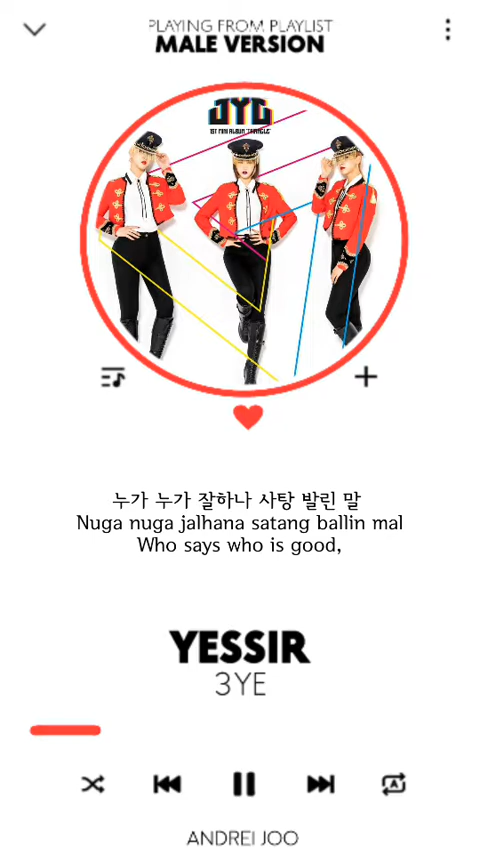 PLAYING FROM PLAYLIST
MALE VERSION
3YE
1ST MINI ALBUM 'TRIANGLE'
누가 누가 잘하나 사탕 발린 말
Nuga nuga jalhana satang ballin mal
Who says who is good,
YESSIR
3YE
A
ANDREI JOO